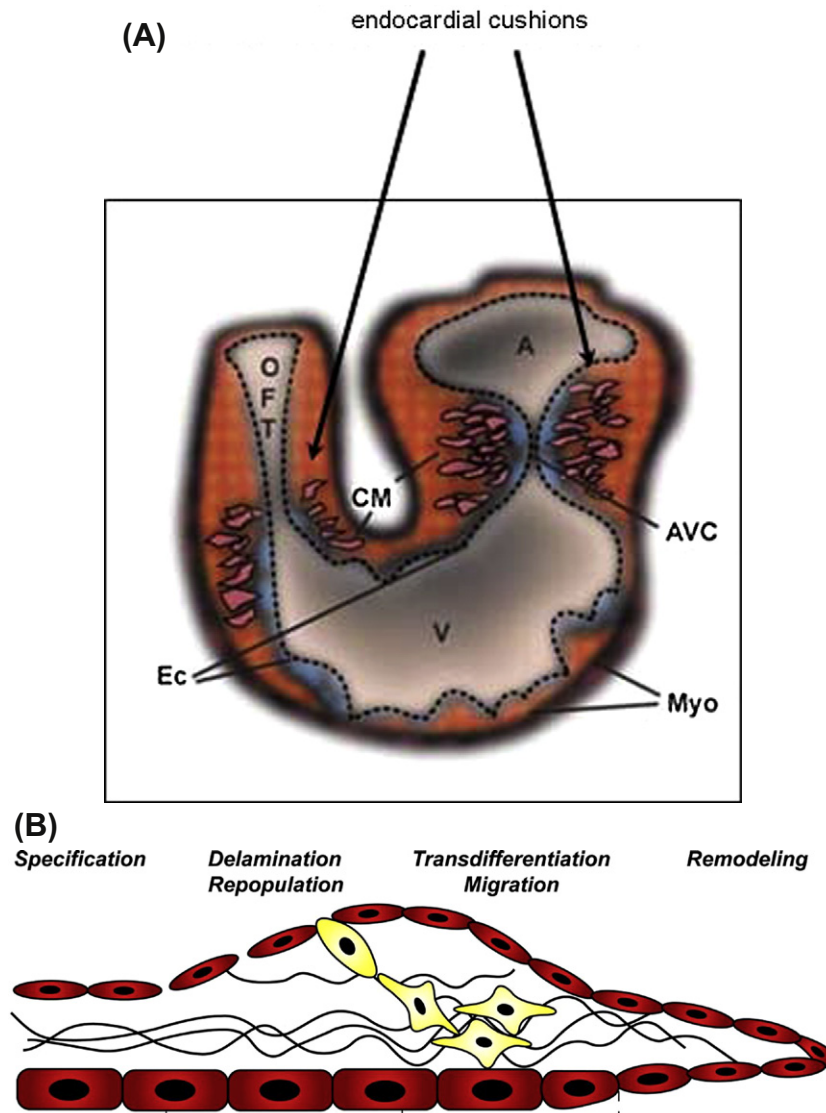 (A)
endocardial cushions
A
O
F
T
CM
AVC
V
Ec
Myo
(B)
Specification Delamination Transdifferentiation Remodeling
Repopulation Migration